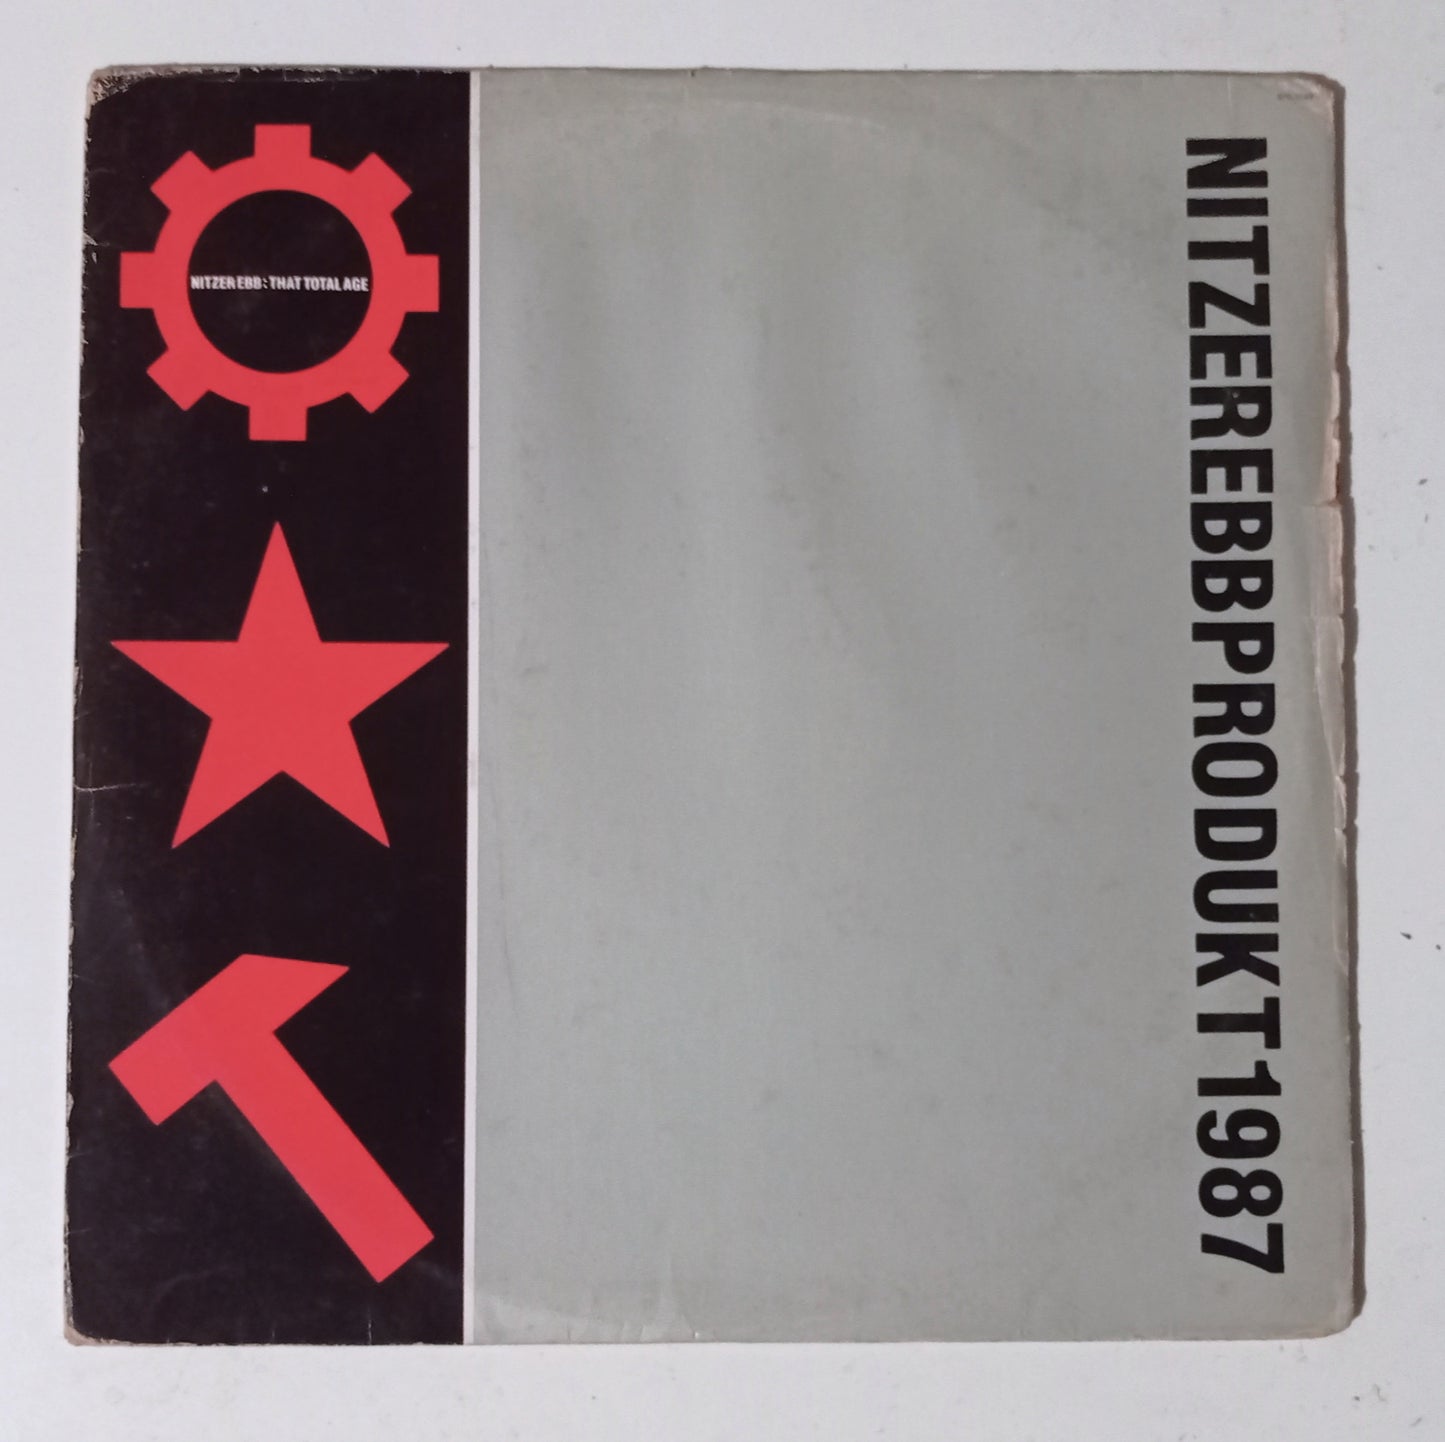 NITZER EBB: THAT TOTAL AGE
NITZEREBBPRODUKT1987